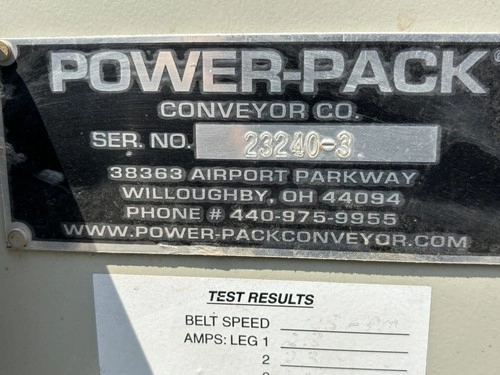 POWER-PACK
CONVEYOR CO.
SER. NO. 23240-3
38363 AIRPORT PARKWAY
WILLOUGHBY, OH 44094
PHONE # 440-975-9955
WWW.POWER-PACKCONVEYOR.COM
TEST RESULTS
BELT SPEED
AMPS: LEG 1
2